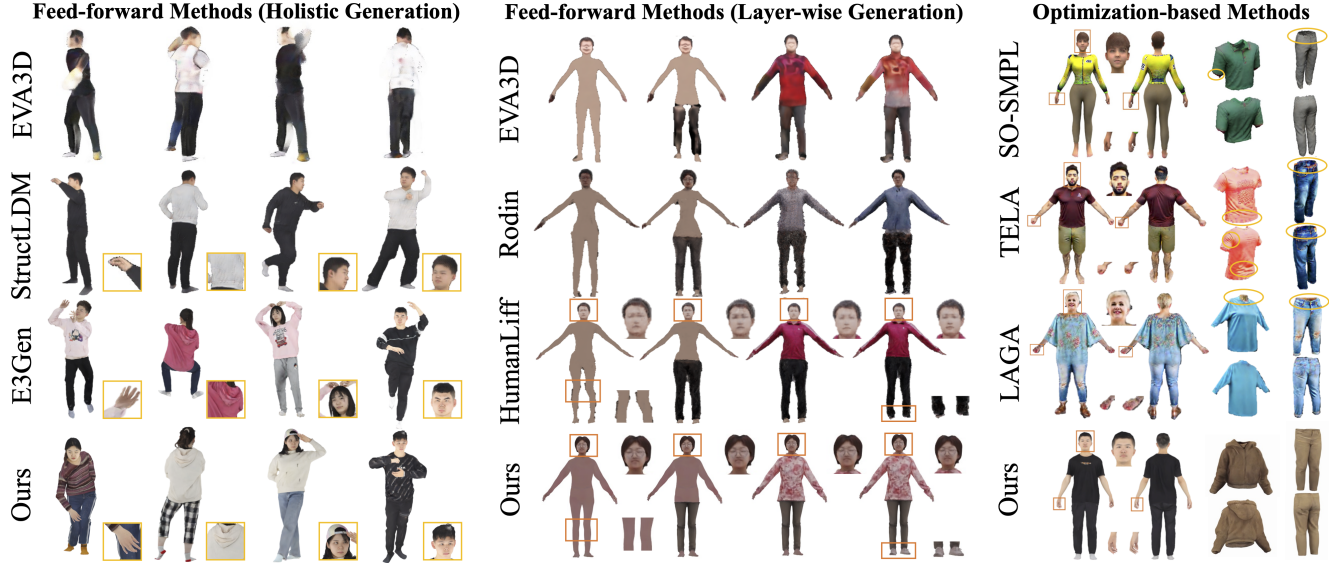 Feed-forward Methods (Holistic Generation)
EVA3D
StructLDM
E3Gen
Ours
Feed-forward Methods (Layer-wise Generation)
EVA3D
Rodin
HumanLiff
Ours
Optimization-based Methods
SO-SMPL
TELA
LAGA
Ours